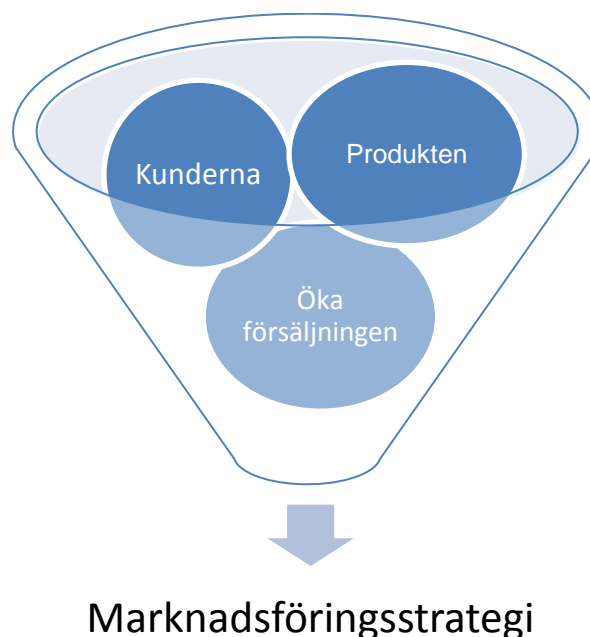 Kunderna
Produkten
Öka
försäljningen
Marknadsföringsstrategi